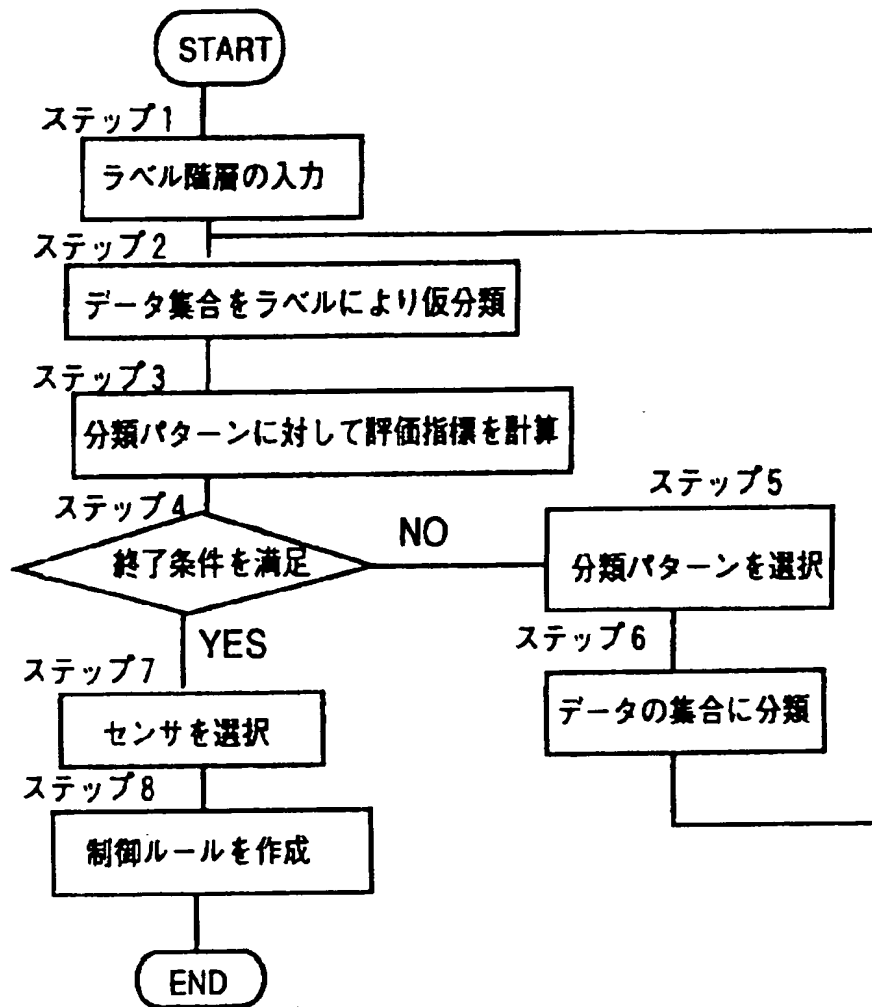 START
ステップ1
ラベル階層の入力
ステップ2
データ集合をラベルにより仮分類
ステップ3
分類パターンに対して評価指標を計算
ステップ4
終了条件を満足
NO
YES
ステップ5
分類パターンを選択
ステップ6
データの集合に分類
ステップ7
センサを選択
ステップ8
制御ルールを作成
END